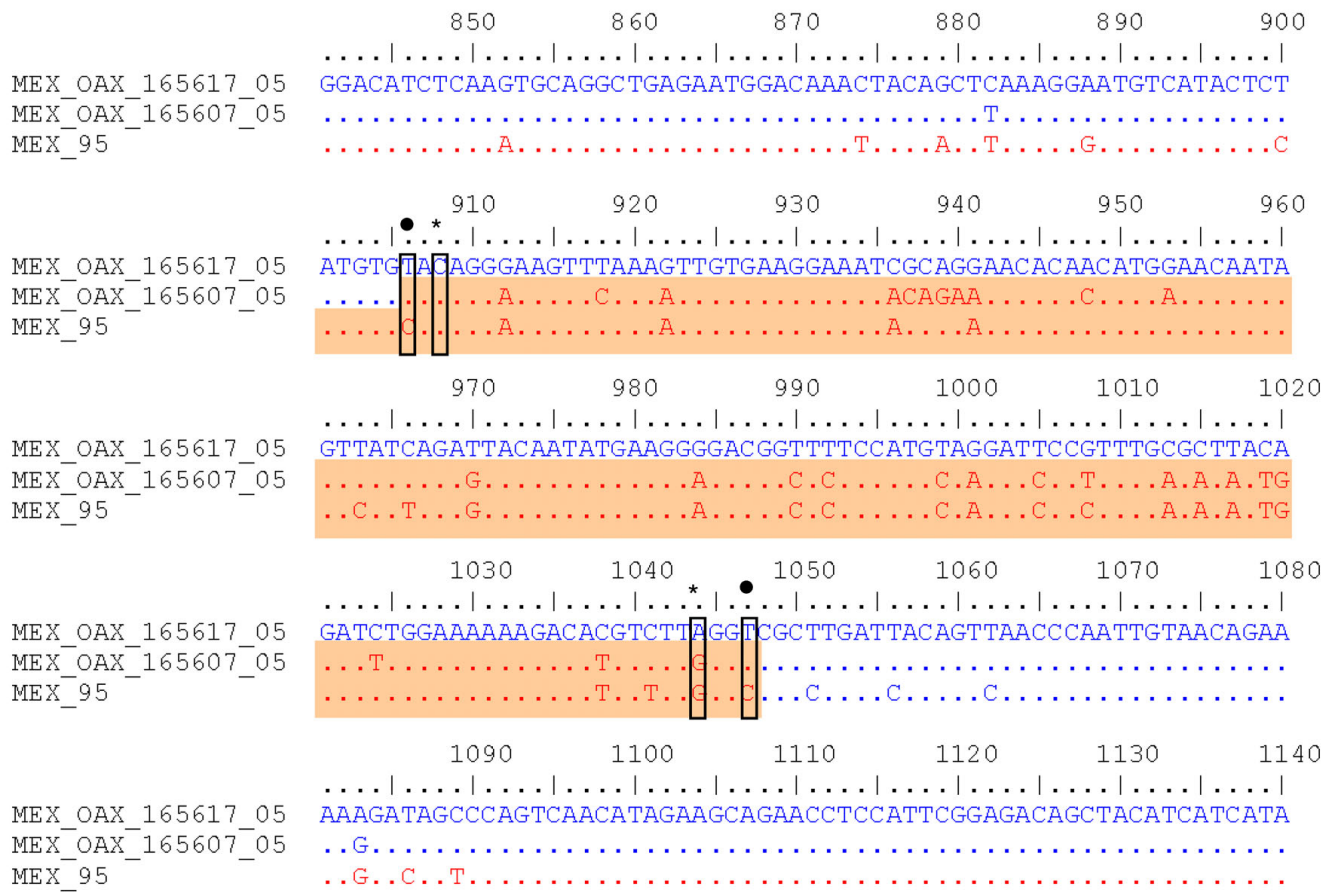 850 860 870 880 890 900
....|....|....|....|....|....|....|....|....|....|....|....|
MEX_OAX_165617_05 GGACATCTCAAGTGCAGGCTGAGAATGGACAAACTACAGCTCAAAGGAATGTCATACTCT
MEX_OAX_165607_05 .........................................T..................
MEX_95 ...........A.....................T....A..T.....G...........C
910 920 930 940 950 960
● *
....|....|....|....|....|....|....|....|....|....|....|....|
MEX_OAX_165617_05 ATGTGTACAGGGAAGTTTAAAGTTGTGAAGGAAATCGCAGGAACACAACATGGAACAATA
MEX_OAX_165607_05 ...........A.....C...A.............ACAGAA......C....A.......
MEX_95 .....C.....A.........A.............A....A...................
970 980 990 1000 1010 1020
....|....|....|....|....|....|....|....|....|....|....|....|
MEX_OAX_165617_05 GTTATCAGATTACAATATGAAGGGGACGGTTTTCCATGTAGGATTCCGTTTGCGCTTACA
MEX_OAX_165607_05 .........G.............A.....C.C......C.A...C..T....A.A.A.TG
MEX_95 ..C..T...G.............A.....C.C......C.A...C..C....A.A.A.TG
1030 1040 1050 1060 1070 1080
* ●
....|....|....|....|....|....|....|....|....|....|....|....|
MEX_OAX_165617_05 GATCTGGAAAAAAGACACGTCTTAGGTCGCTTGATTACAGTTAACCCAATTGTAACAGAA
MEX_OAX_165607_05 ...T.............T.....G....................................
MEX_95 .................T..T..G..C...C....C.....C..................
1090 1100 1110 1120 1130 1140
....|....|....|....|....|....|....|....|....|....|....|....|
MEX_OAX_165617_05 AAAGATAGCCCAGTCAACATAGAAGCAGAACCTCCATTCGGAGACAGCTACATCATCATA
MEX_OAX_165607_05 ..G.........................................................
MEX_95 ..G..C..T...................................................